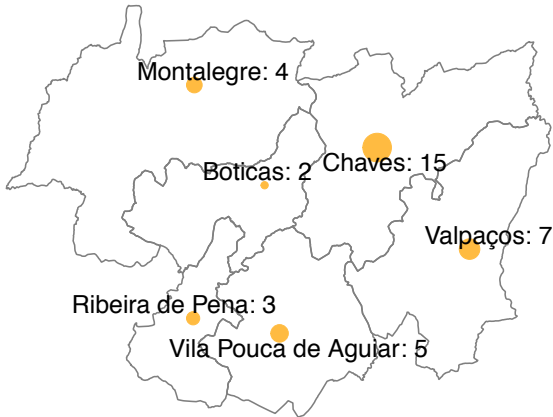 Montalegre: 4
Boticas: 2
Chaves: 15
Valpaços: 7
Ribeira de Pena: 3
Vila Pouca de Aguiar: 5